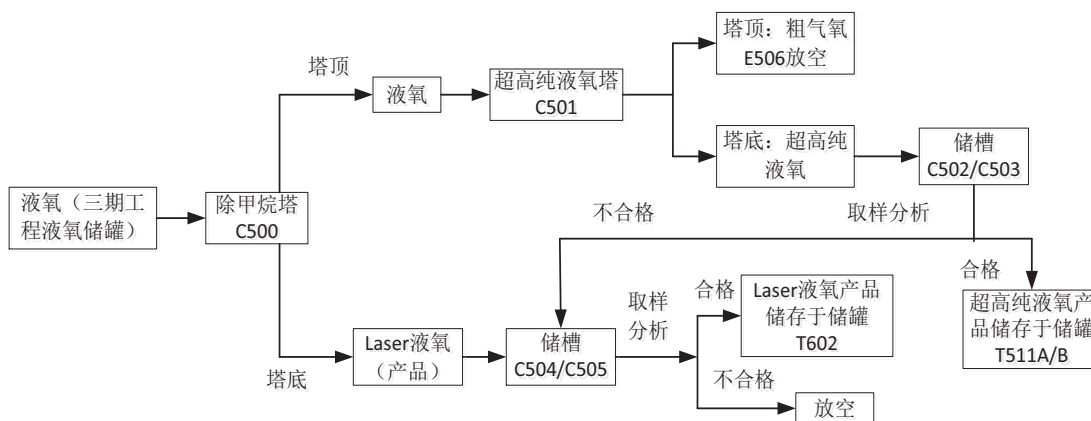 塔顶：粗气氧
E506放空
塔顶
液氧
超高纯液氧塔
C501
塔底：超高纯
液氧
储槽
C502/C503
液氧（三期工
程液氧储罐）
除甲烷塔
C500
不合格
取样分析
合格
超高纯液氧产
品储存于储罐
T511A/B
塔底
Laser液氧
（产品）
储槽
C504/C505
取样
分析
合格
Laser液氧产品
储存于储罐
T602
不合格
放空